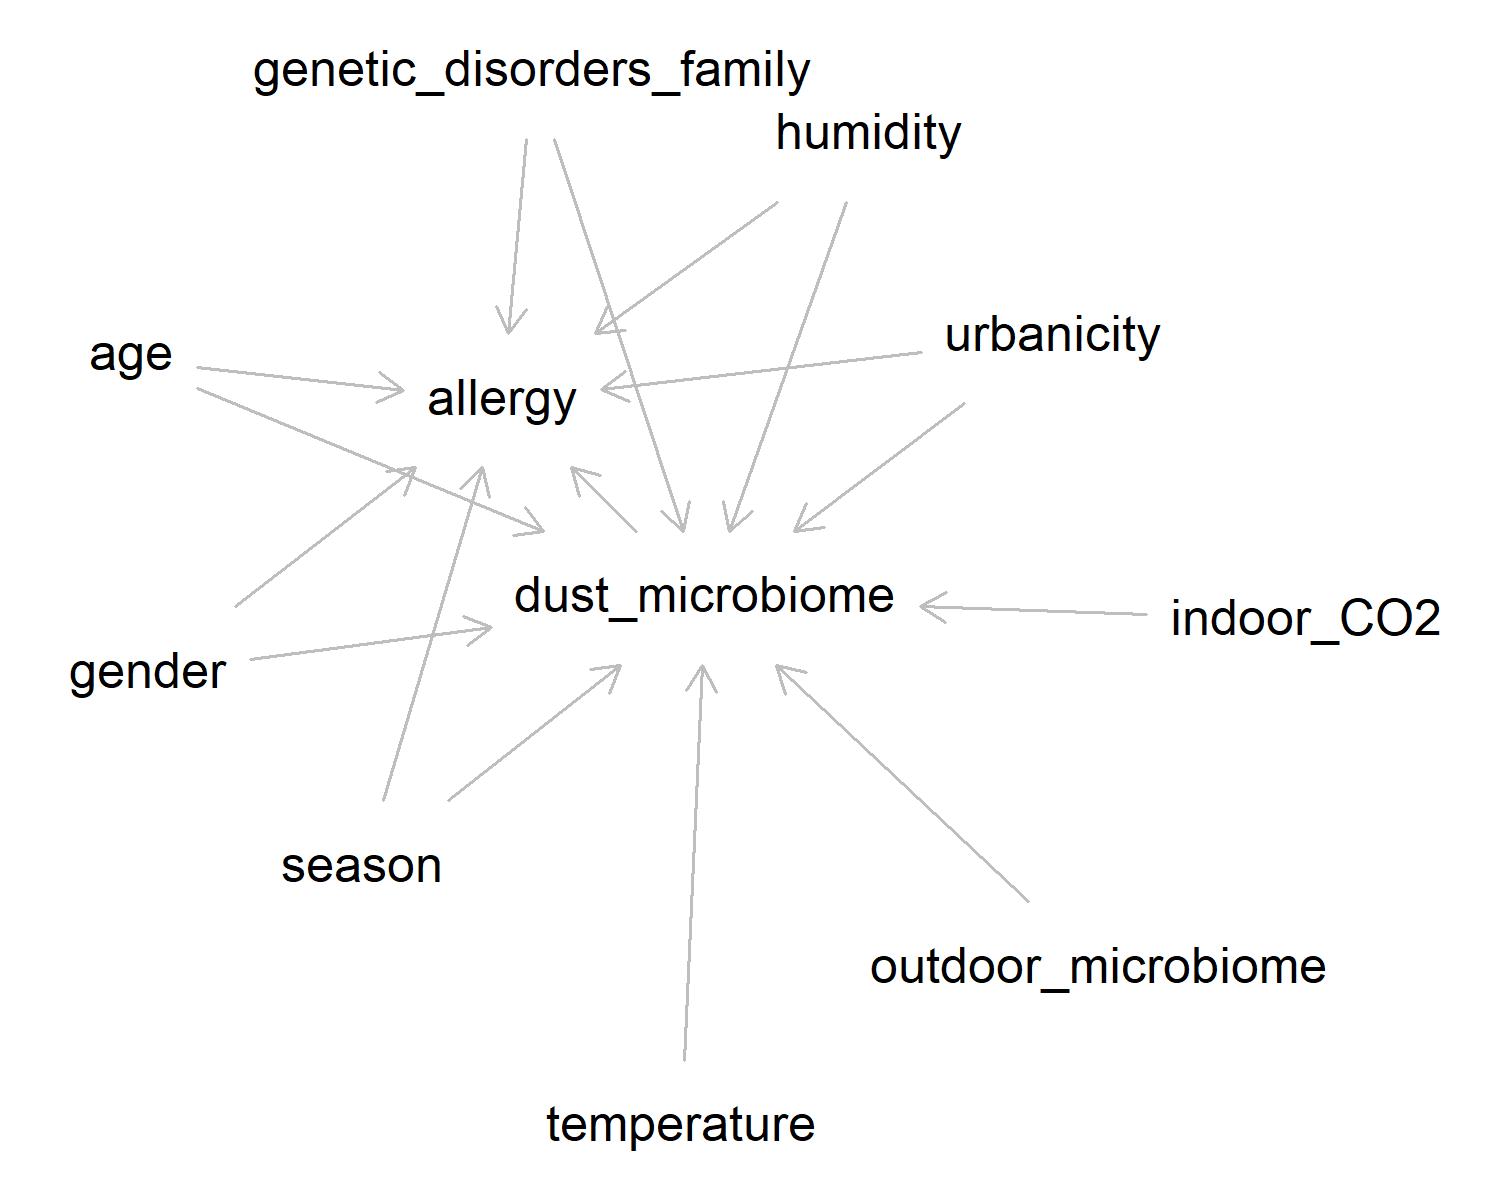 genetic_disorders_family
humidity
urbanicity
age
allergy
dust_microbiome
indoor_CO2
gender
season
outdoor_microbiome
temperature